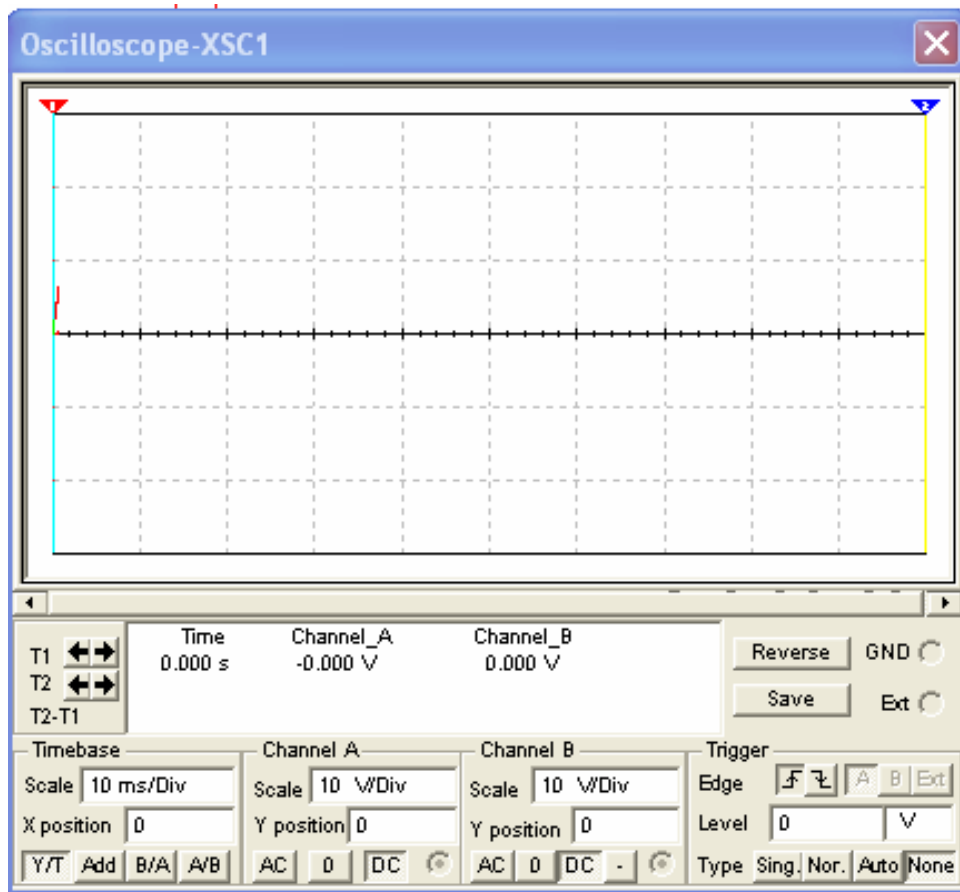 Oscilloscope-XSC1
1 2
Time Channel_A Channel_B
T1 0.000 s -0.000 V 0.000 V
T2
T2-T1
Reverse GND
Save Ext
Timebase Channel A Channel B Trigger
Scale 10 ms/Div Scale 10 V/Div Scale 10 V/Div Edge A B Ext
X position 0 Y position 0 Y position 0 Level 0 V
Y/T Add B/A A/B AC 0 DC AC 0 DC - Type Sing. Nor. Auto None